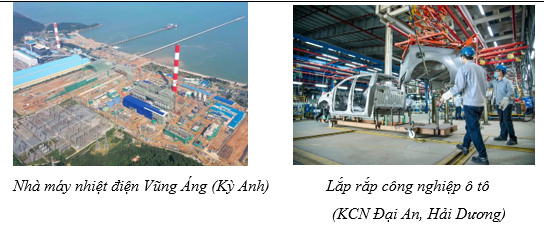 Nhà máy nhiệt điện Vũng Áng (Kỳ Anh)
Lắp rắp công nghiệp ô tô
(KCN Đại An, Hải Dương)